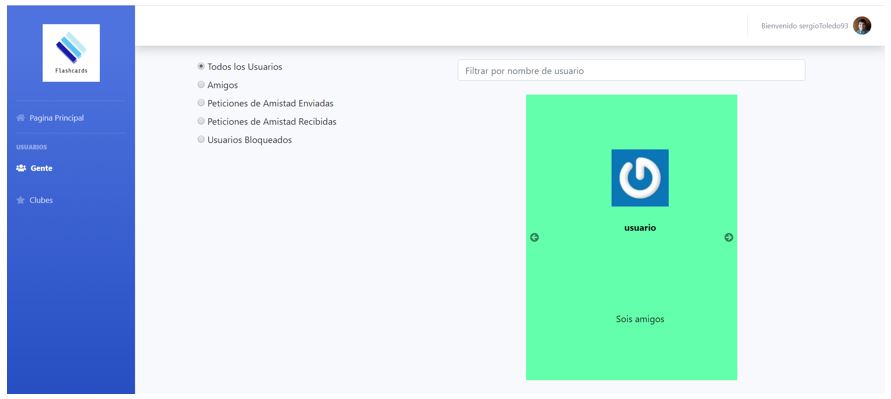 Flashcards
Pagina Principal
USUARIOS
Gente
Clubes
Bienvenido sergioToledo93
Todos los Usuarios
Amigos
Peticiones de Amistad Enviadas
Peticiones de Amistad Recibidas
Usuarios Bloqueados
Filtrar por nombre de usuario
usuario
Sois amigos